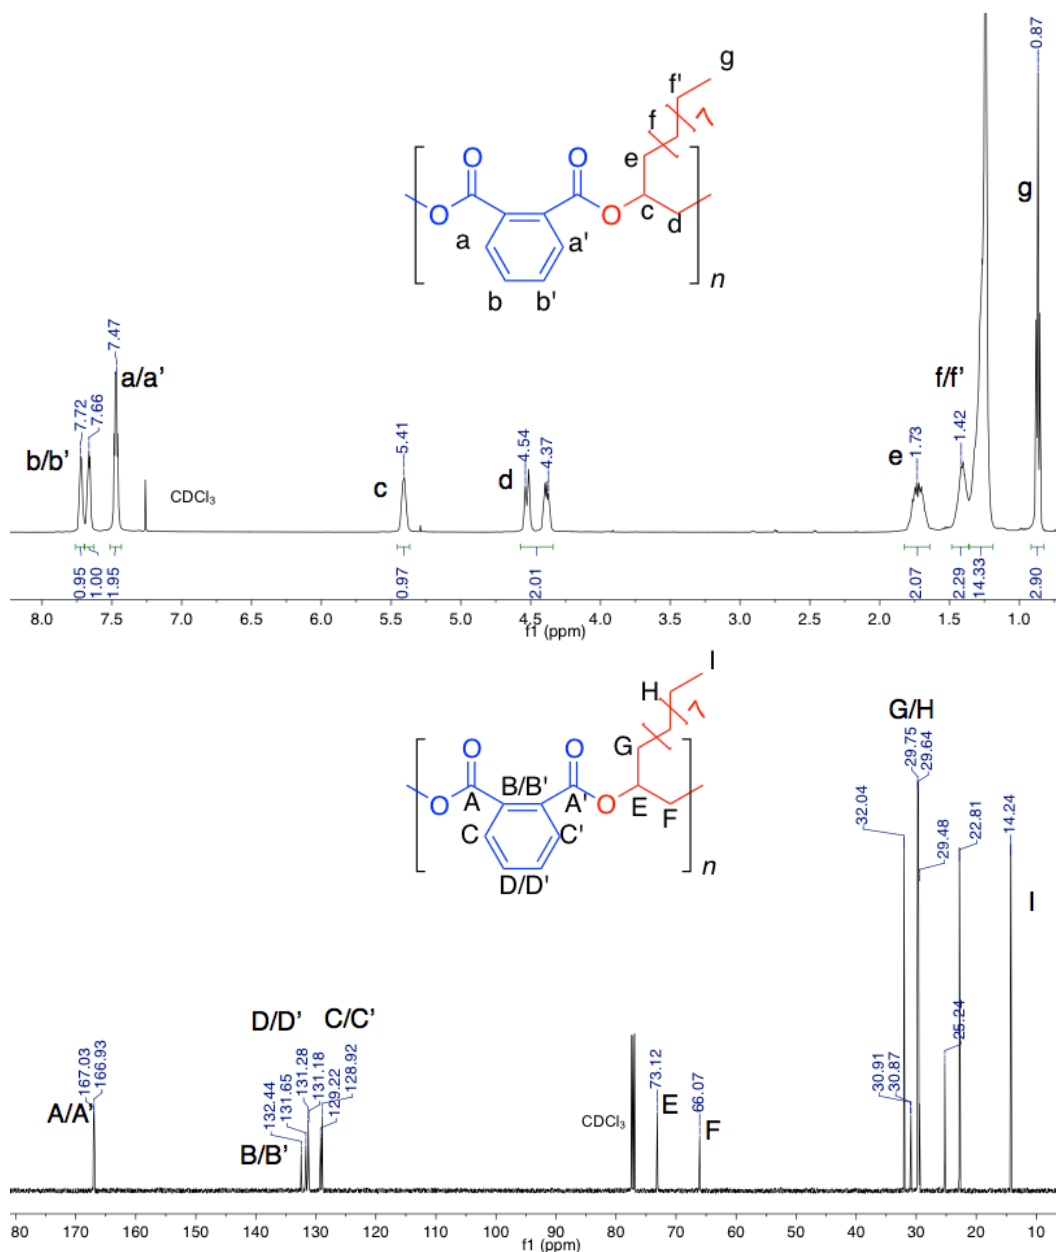 g
f'
f
7
e
O
O
O
O
c
d
a
a'
b
b'
n
0.87
g
7.47
a/a'
7.72
7.66
b/b'
CDCl₃
5.41
c
4.54
4.37
d
e
1.73
f/f'
1.42
0.95
1.00
1.95
0.97
2.01
2.07
2.29
14.33
2.90
8.0 7.5 7.0 6.5 6.0 5.5 5.0 4.5 4.0 3.5 3.0 2.5 2.0 1.5 1.0
f1 (ppm)
I
H
7
G
O
O
B/B'
A
A'
O
O
E
F
C
C'
D/D'
n
G/H
29.75
29.64
32.04
29.48
22.81
14.24
I
30.91
30.87
25.24
D/D'
C/C'
167.03
166.93
A/A'
132.44
131.65
131.28
131.18
129.22
128.92
B/B'
CDCl₃
73.12
E
66.07
F
80 170 160 150 140 130 120 110 100 90 80 70 60 50 40 30 20 10
f1 (ppm)